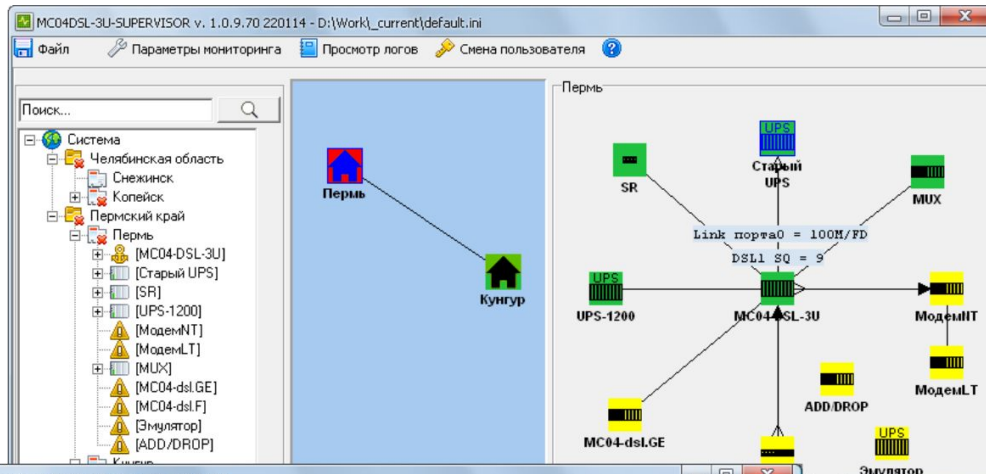 MC04DSL-3U-SUPERVISOR v. 1.0.9.70 220114 - D:\Work\_current\default.ini
Файл Параметры мониторинга Просмотр логов Смена пользователя
Поиск...
Система
Челябинская область
Снежинск
Копейск
Пермский край
Пермь
[MC04-DSL-3U]
[Старый UPS]
[SR]
[UPS-1200]
[МодемNT]
[МодемLT]
[MUX]
[MC04-dsl.GE]
[MC04-dsl.F]
[Эмулятор]
[ADD/DROP]
Кунгур
Пермь
Кунгур
Пермь
UPS
Старый
UPS
SR
MUX
Link порта0 = 100M/FD
DSL1 SQ = 9
UPS
UPS-1200
MC04-DSL-3U
МодемNT
МодемLT
ADD/DROP
MC04-dsl.GE
UPS
Эмулятор